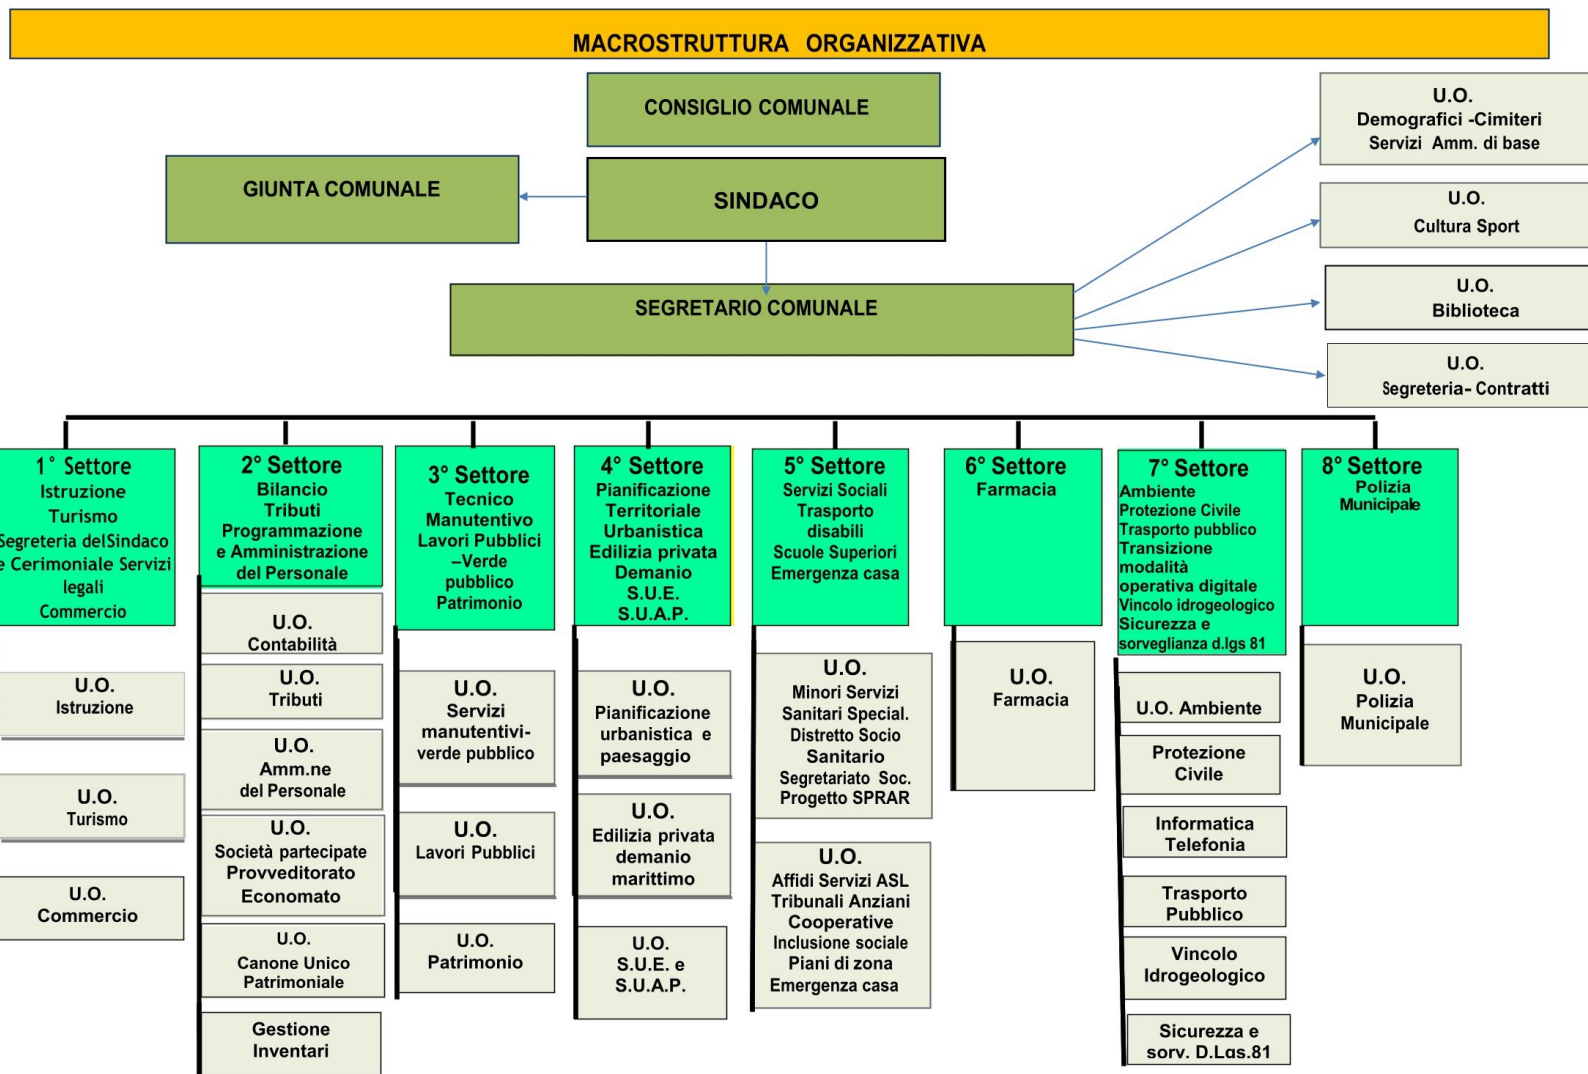 MACROSTRUTTURA ORGANIZZATIVA
CONSIGLIO COMUNALE
GIUNTA COMUNALE
SINDACO
SEGRETARIO COMUNALE
U.O.
Demografici -Cimiteri
Servizi Amm. di base
U.O.
Cultura Sport
U.O.
Biblioteca
U.O.
Segreteria- Contratti
1° Settore
Istruzione
Turismo
Segreteria delSindaco
e Cerimoniale Servizi
legali
Commercio
U.O.
Istruzione
U.O.
Turismo
U.O.
Commercio
2° Settore
Bilancio
Tributi
Programmazione
e Amministrazione
del Personale
U.O.
Contabilità
U.O.
Tributi
U.O.
Amm.ne
del Personale
U.O.
Società partecipate
Provveditorato
Economato
U.O.
Canone Unico
Patrimoniale
Gestione
Inventari
3° Settore
Tecnico
Manutentivo
Lavori Pubblici
–Verde
pubblico
Patrimonio
U.O.
Servizi
manutentivi-
verde pubblico
U.O.
Lavori Pubblici
U.O.
Patrimonio
4° Settore
Pianificazione
Territoriale
Urbanistica
Edilizia privata
Demanio
S.U.E.
S.U.A.P.
U.O.
Pianificazione
urbanistica e
paesaggio
U.O.
Edilizia privata
demanio
marittimo
U.O.
S.U.E. e
S.U.A.P.
5° Settore
Servizi Sociali
Trasporto
disabili
Scuole Superiori
Emergenza casa
U.O.
Minori Servizi
Sanitari Special.
Distretto Socio
Sanitario
Segretariato Soc.
Progetto SPRAR
U.O.
Affidi Servizi ASL
Tribunali Anziani
Cooperative
Inclusione sociale
Piani di zona
Emergenza casa
6° Settore
Farmacia
U.O.
Farmacia
7° Settore
Ambiente
Protezione Civile
Trasporto pubblico
Transizione
modalità
operativa digitale
Vincolo idrogeologico
Sicurezza e
sorveglianza d.lgs 81
U.O. Ambiente
Protezione
Civile
Informatica
Telefonia
Trasporto
Pubblico
Vincolo
Idrogeologico
Sicurezza e
sorv. D.Lgs.81
8° Settore
Polizia
Municipale
U.O.
Polizia
Municipale